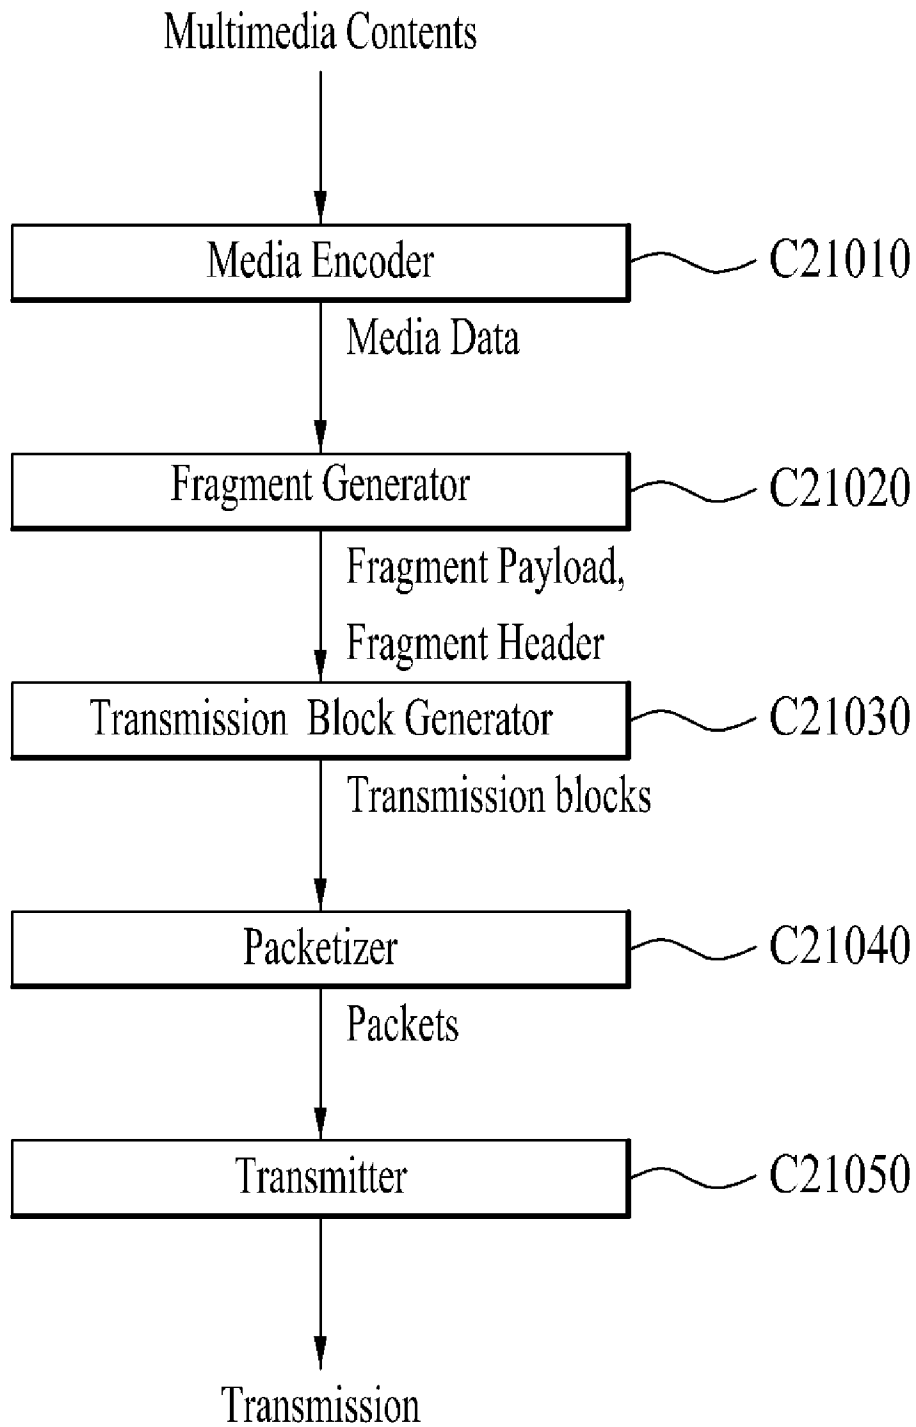 Multimedia Contents
Media Encoder
C21010
Media Data
Fragment Generator
C21020
Fragment Payload,
Fragment Header
Transmission Block Generator
C21030
Transmission blocks
Packetizer
C21040
Packets
Transmitter
C21050
Transmission